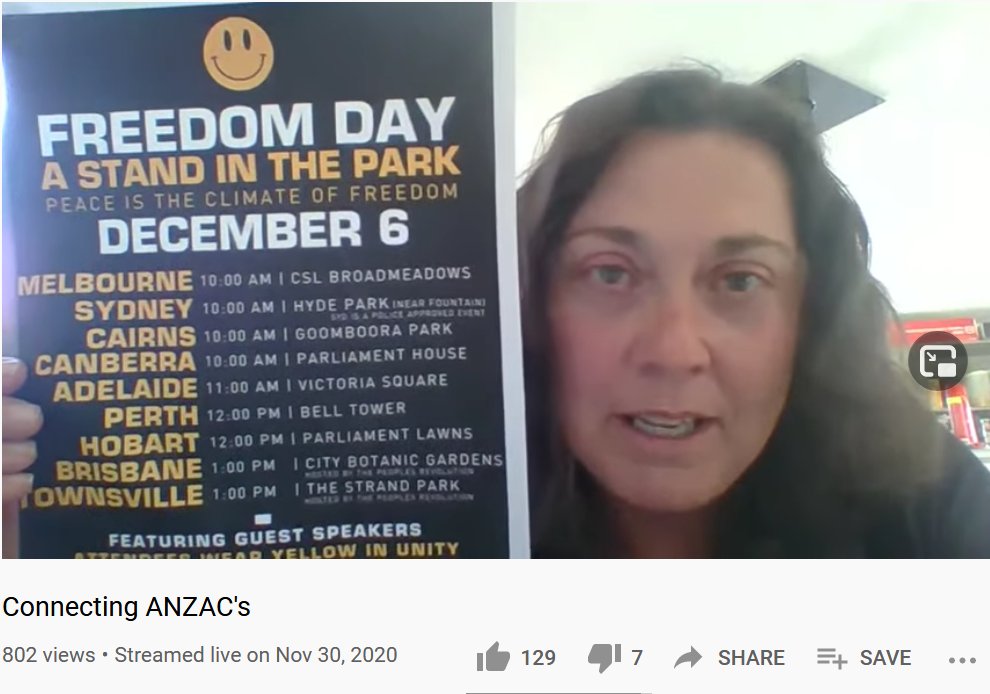 FREEDOM DAY
A STAND IN THE PARK
PEACE IS THE CLIMATE OF FREEDOM
DECEMBER 6
MELBOURNE 10:00 AM | CSL BROADMEADOWS
SYDNEY 10:00 AM | HYDE PARK (NEAR FOUNTAIN)
SYD IS A POLICE APPROVED EVENT
CAIRNS 10:00 AM | GOOMBOORA PARK
CANBERRA 10:00 AM | PARLIAMENT HOUSE
ADELAIDE 11:00 AM | VICTORIA SQUARE
PERTH 12:00 PM | BELL TOWER
HOBART 12:00 PM | PARLIAMENT LAWNS
BRISBANE 1:00 PM | CITY BOTANIC GARDENS
HOSTED BY THE PEOPLES REVOLUTION
TOWNSVILLE 1:00 PM | THE STRAND PARK
HOSTED BY THE PEOPLES REVOLUTION
FEATURING GUEST SPEAKERS
ATTENDEES WEAR YELLOW IN UNITY
Connecting ANZAC's
802 views • Streamed live on Nov 30, 2020
129 7 SHARE SAVE